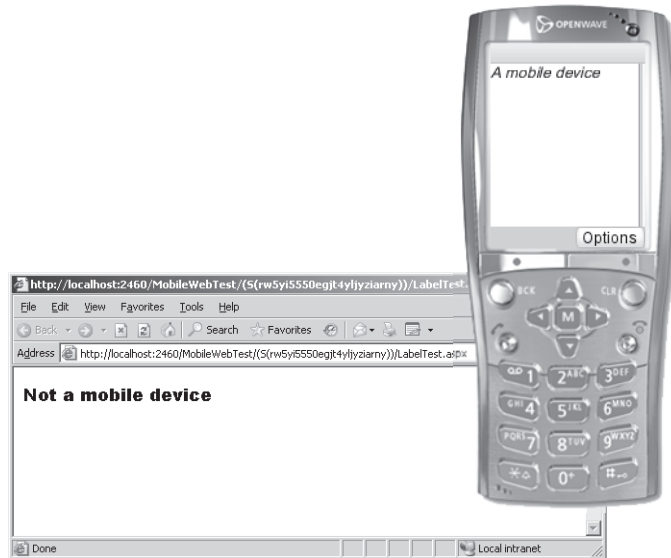 OPENWAVE
A mobile device
Options
BCK
CLR
M
1
2ABC
3DEF
GHI 4
5JKL
6MNO
PQRS7
8TUV
9WXYZ
0+
#
http://localhost:2460/MobileWebTest/(S(rw5yi5550egjt4yljyziarny))/LabelTest.
File Edit View Favorites Tools Help
Back Search Favorites
Address http://localhost:2460/MobileWebTest/(S(rw5yi5550egjt4yljyziarny))/LabelTest.aspx
Not a mobile device
Done Local intranet